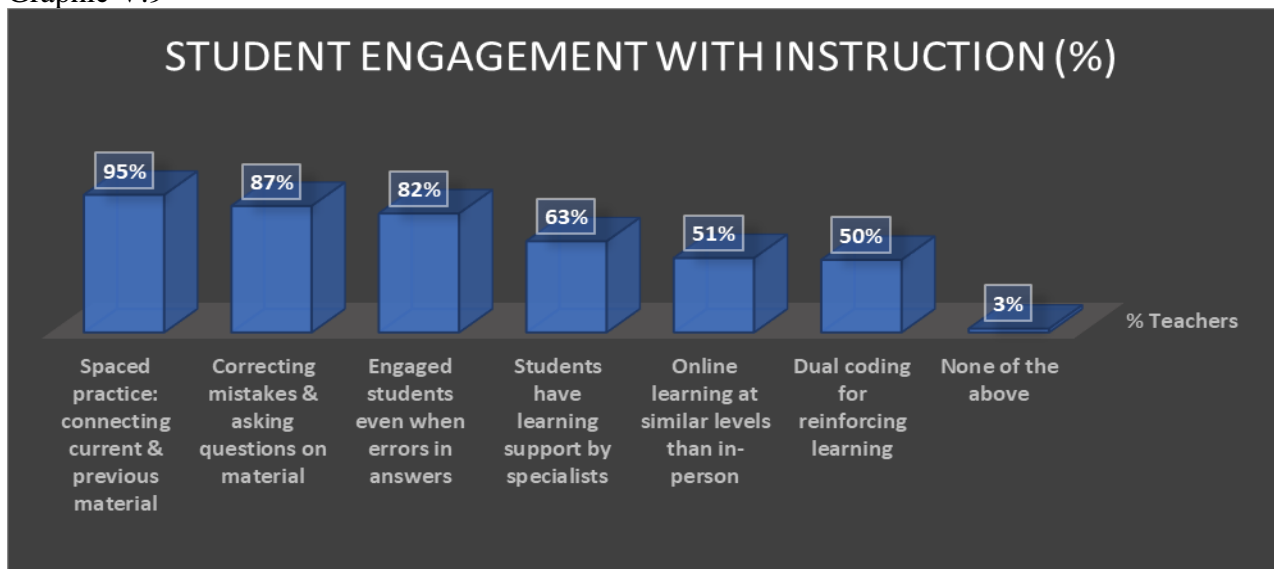 Graphic V.9
STUDENT ENGAGEMENT WITH INSTRUCTION (%)
95%
87%
82%
63%
51%
50%
3%
% Teachers
Spaced
practice:
connecting
current &
previous
material
Correcting
mistakes &
asking
questions on
material
Engaged
students
even when
errors in
answers
Students
have
learning
support by
specialists
Online
learning at
similar levels
than in-
person
Dual coding
for
reinforcing
learning
None of the
above